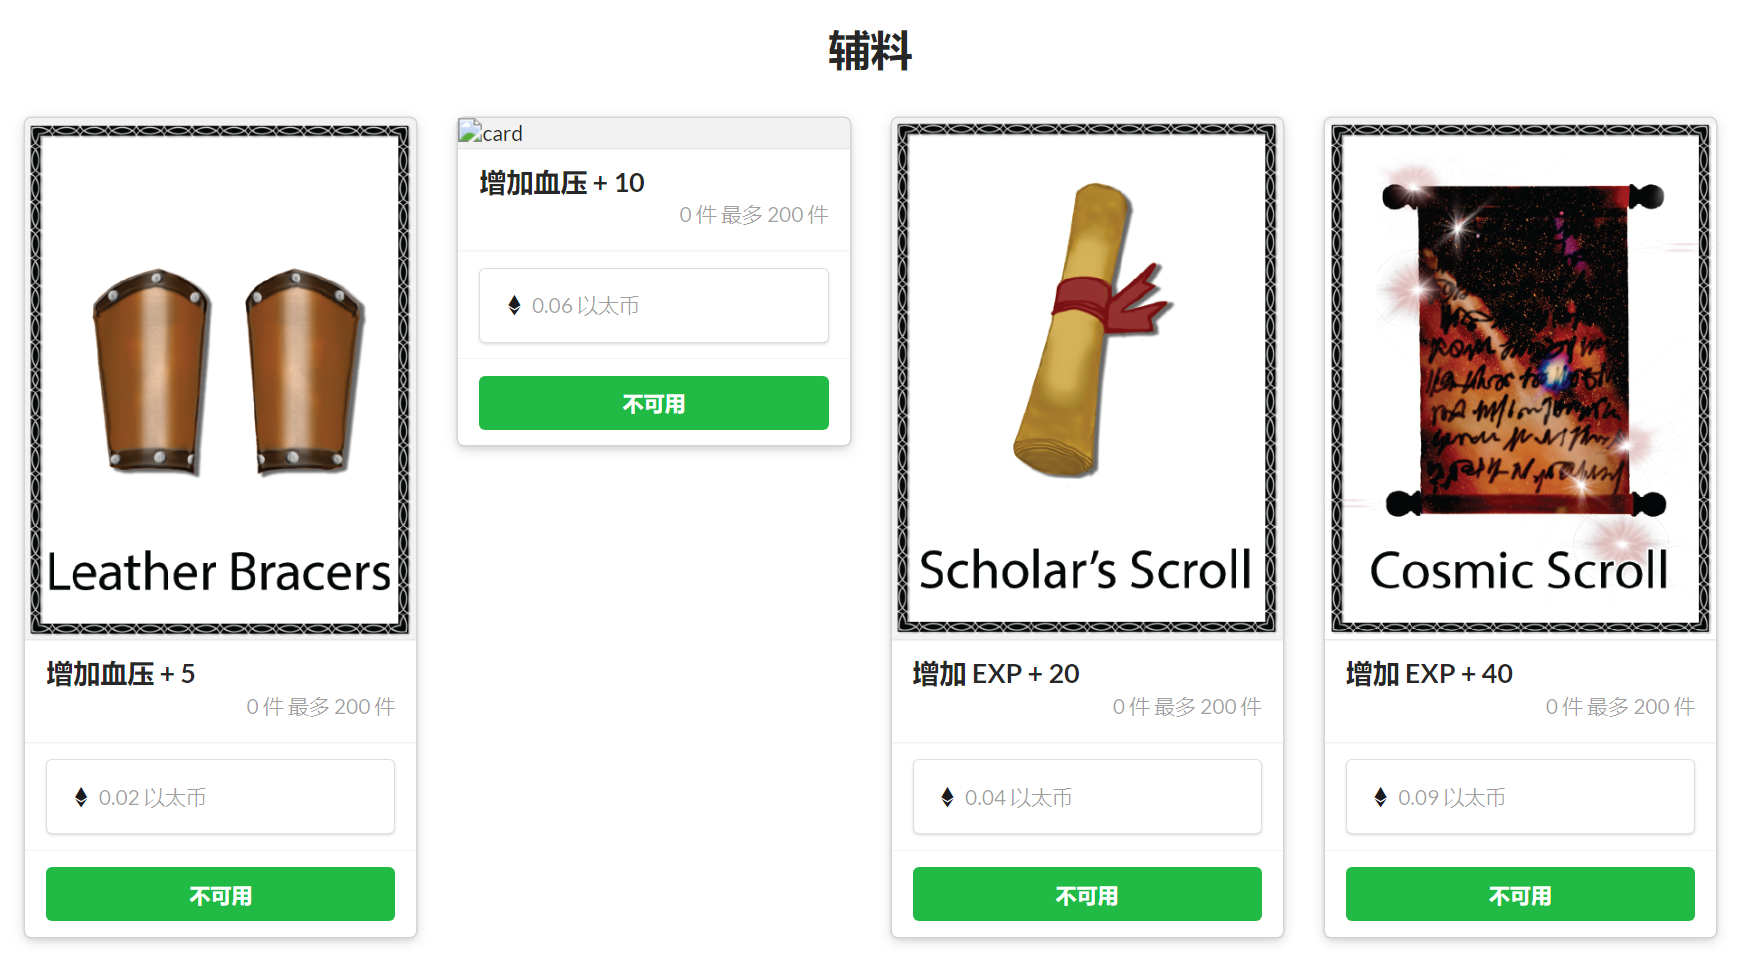 辅料
Leather Bracers
增加血压 + 5
0 件 最多 200 件
0.02 以太币
不可用
card
增加血压 + 10
0 件 最多 200 件
0.06 以太币
不可用
Scholar's Scroll
增加 EXP + 20
0 件 最多 200 件
0.04 以太币
不可用
Cosmic Scroll
增加 EXP + 40
0 件 最多 200 件
0.09 以太币
不可用